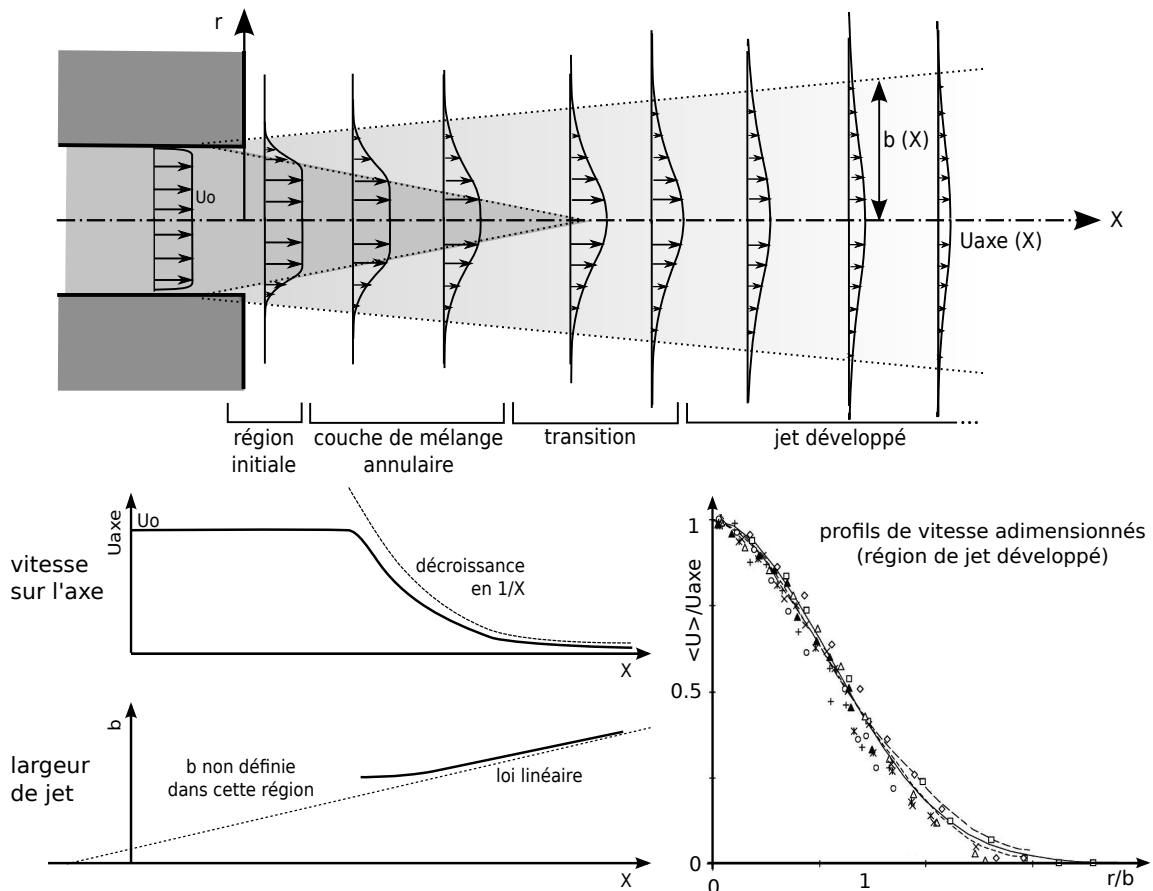 r
b (X)
Uo
X
Uaxe (X)
région
initiale
couche de mélange
annulaire
transition
jet développé
...
vitesse
sur l'axe
Uaxe
Uo
décroissance
en 1/X
X
largeur
de jet
b
b non définie
dans cette région
loi linéaire
X
profils de vitesse adimensionnés
(région de jet développé)
<U>/Uaxe
1
0.5
0
0
1
r/b